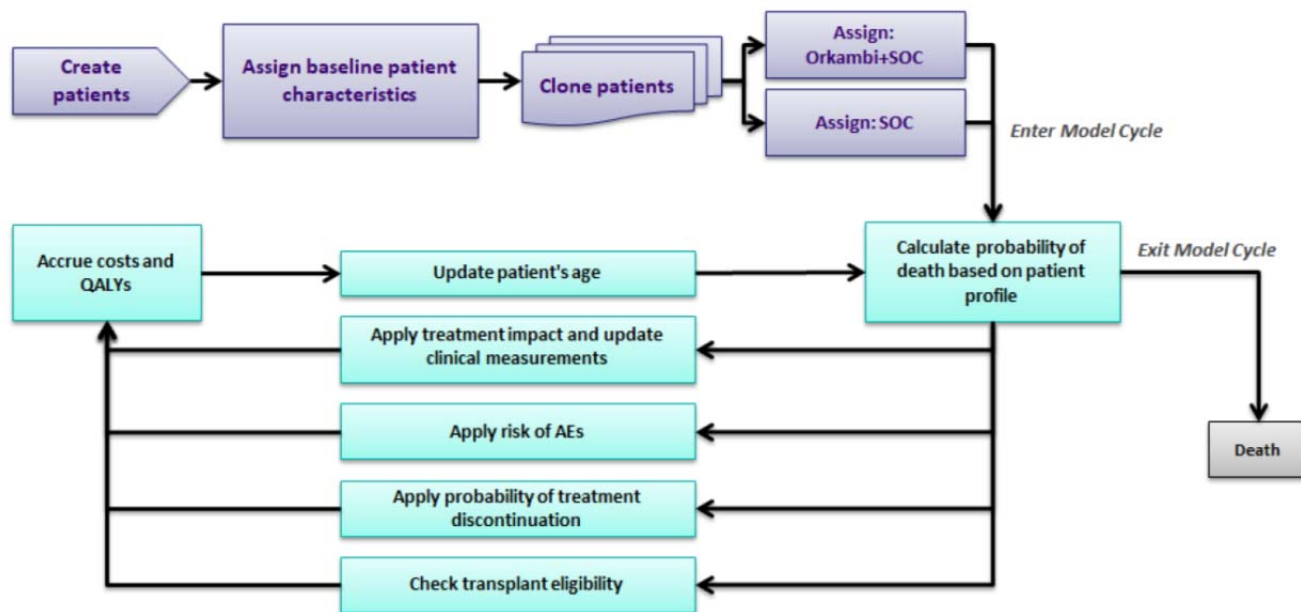 Create
patients
Assign baseline patient
characteristics
Clone patients
Assign:
Orkambi+SOC
Assign: SOC
Enter Model Cycle
Accrue costs and
QALYs
Update patient's age
Calculate probability of
death based on patient
profile
Exit Model Cycle
Apply treatment impact and update
clinical measurements
Apply risk of AEs
Death
Apply probability of treatment
discontinuation
Check transplant eligibility